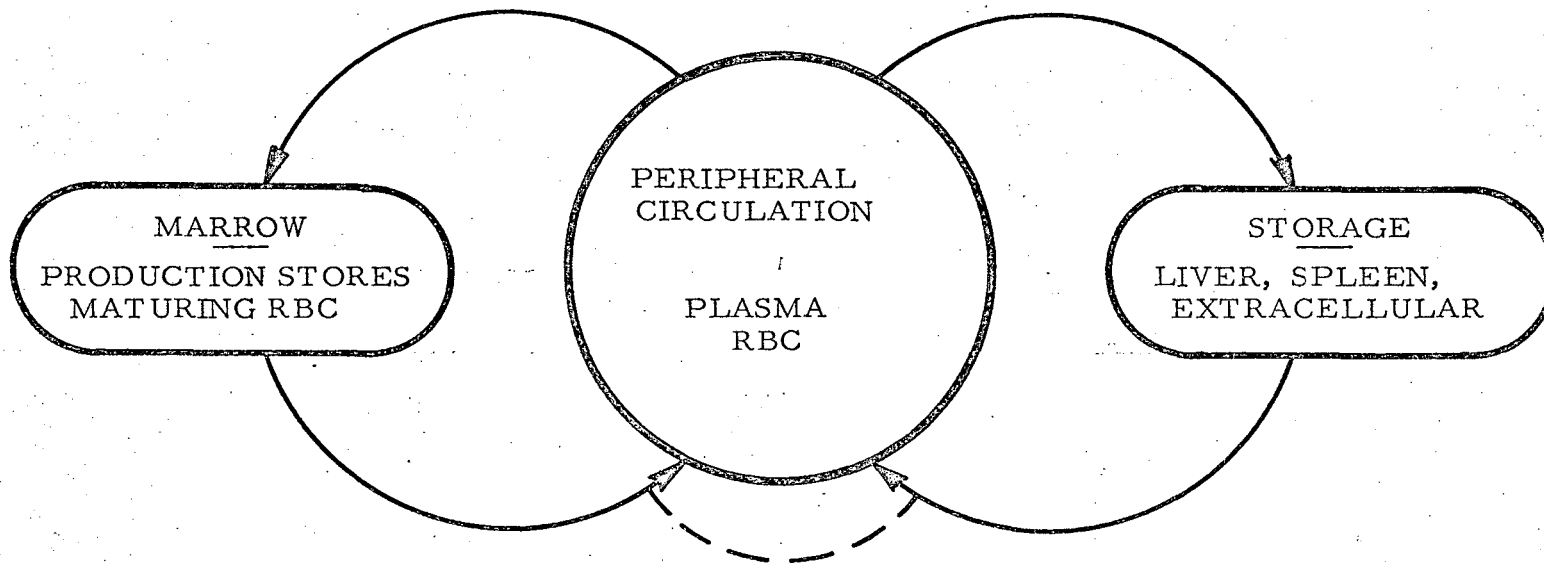 MARROW
PRODUCTION STORES
MATURING RBC
PERIPHERAL
CIRCULATION
PLASMA
RBC
STORAGE
LIVER, SPLEEN,
EXTRACELLULAR